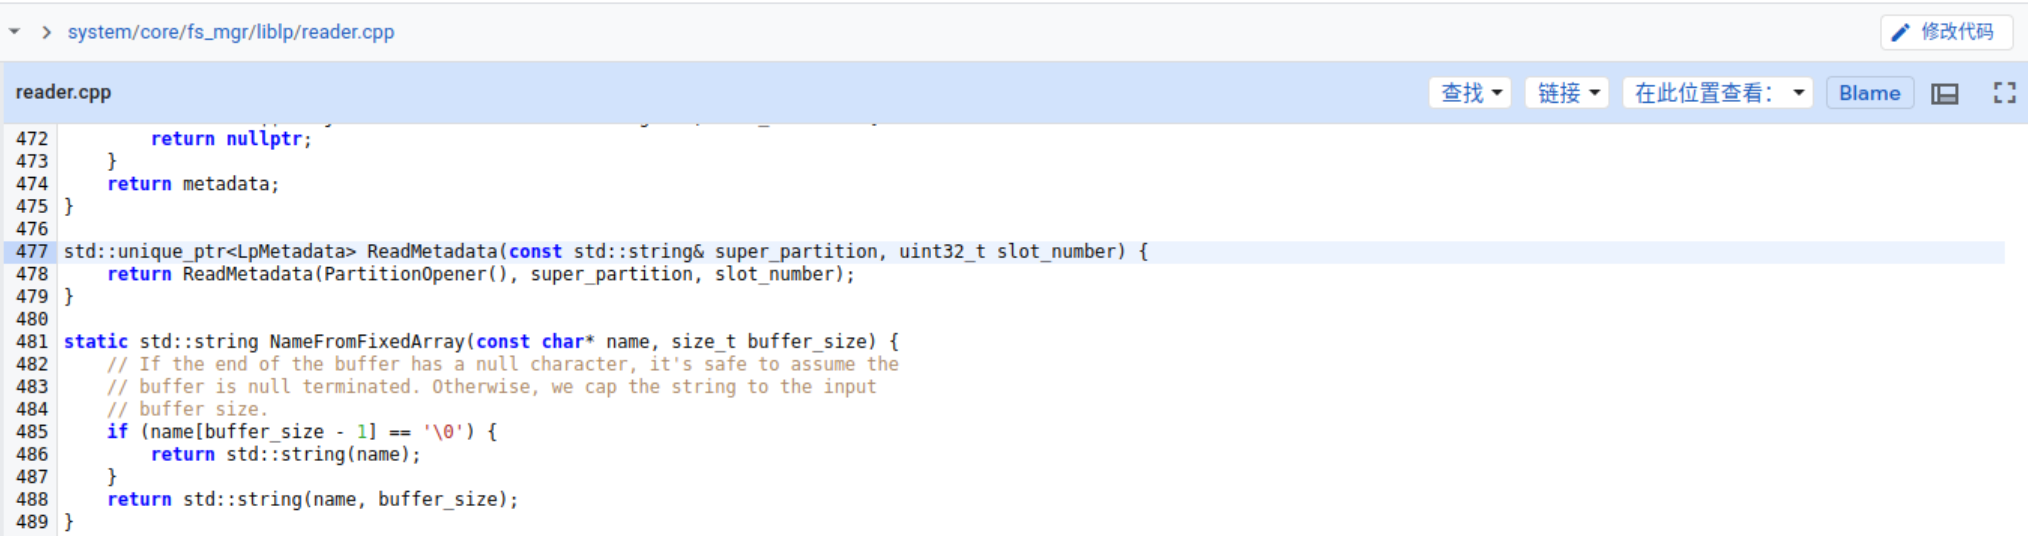 system/core/fs_mgr/liblp/reader.cpp 修改代码
reader.cpp 查找 链接 在此位置查看： Blame
472         return nullptr;
473     }
474     return metadata;
475 }
476
477 std::unique_ptr<LpMetadata> ReadMetadata(const std::string& super_partition, uint32_t slot_number) {
478     return ReadMetadata(PartitionOpener(), super_partition, slot_number);
479 }
480
481 static std::string NameFromFixedArray(const char* name, size_t buffer_size) {
482     // If the end of the buffer has a null character, it's safe to assume the
483     // buffer is null terminated. Otherwise, we cap the string to the input
484     // buffer size.
485     if (name[buffer_size - 1] == '\0') {
486         return std::string(name);
487     }
488     return std::string(name, buffer_size);
489 }